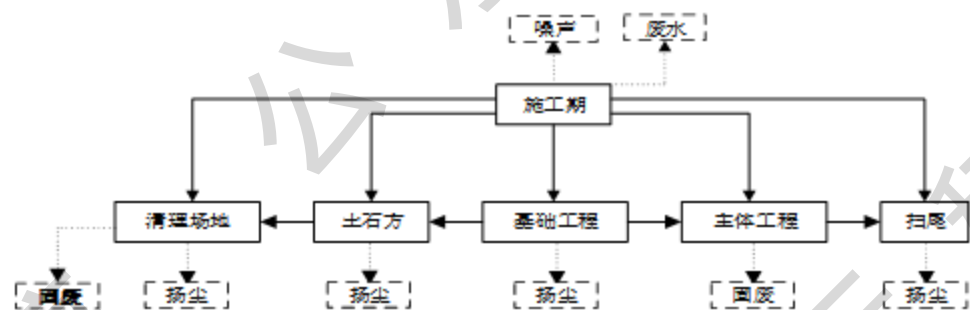 噪声 废水
施工期
清理场地 土石方 基础工程 主体工程 扫尾
固废 扬尘 扬尘 扬尘 固废 扬尘